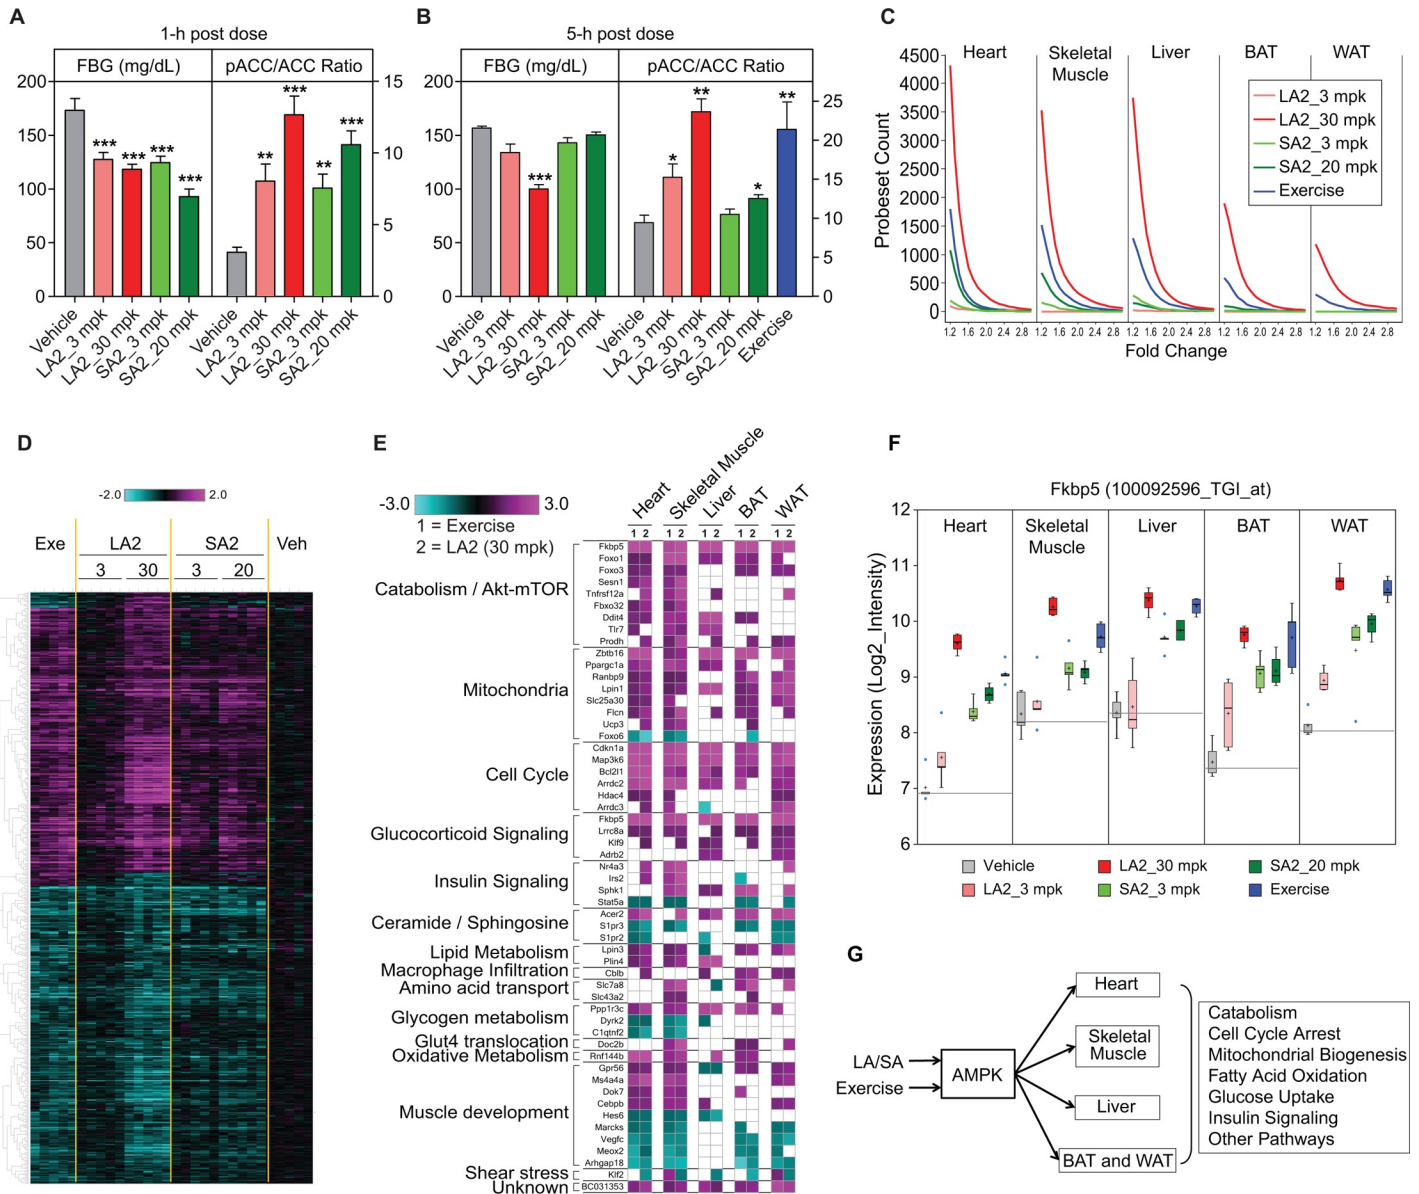 A
1-h post dose
FBG (mg/dL)
pACC/ACC Ratio
200
150
100
50
0
15
10
5
0
Vehicle
LA2_3 mpk
LA2_30 mpk
SA2_3 mpk
SA2_20 mpk
Vehicle
LA2_3 mpk
LA2_30 mpk
SA2_3 mpk
SA2_20 mpk
*** *** *** ***
** *** ** ***
B
5-h post dose
FBG (mg/dL)
pACC/ACC Ratio
200
150
100
50
0
25
20
15
10
5
0
Vehicle
LA2_3 mpk
LA2_30 mpk
SA2_3 mpk
SA2_20 mpk
Vehicle
LA2_3 mpk
LA2_30 mpk
SA2_3 mpk
SA2_20 mpk
Exercise
***
* ** * **
C
Probeset Count
4500
4000
3500
3000
2500
2000
1500
1000
500
0
Heart
Skeletal
Muscle
Liver
BAT
WAT
LA2_3 mpk
LA2_30 mpk
SA2_3 mpk
SA2_20 mpk
Exercise
1.2 1.6 2.0 2.4 2.8
1.2 1.6 2.0 2.4 2.8
1.2 1.6 2.0 2.4 2.8
1.2 1.6 2.0 2.4 2.8
1.2 1.6 2.0 2.4 2.8
Fold Change
D
-2.0 2.0
Exe LA2 SA2 Veh
3 30 3 20
E
-3.0 3.0
1 = Exercise
2 = LA2 (30 mpk)
Heart
Skeletal Muscle
Liver
BAT
WAT
1 2 1 2 1 2 1 2 1 2
Catabolism / Akt-mTOR
Fkbp5
Foxo1
Foxo3
Sesn1
Tnfrsf12a
Fbxo32
Ddit4
Tlr7
Prodh
Mitochondria
Zbtb16
Ppargc1a
Ranbp9
Lpin1
Slc25a30
Flcn
Ucp3
Foxo6
Cell Cycle
Cdkn1a
Map3k6
Bcl2l1
Arrdc2
Hdac4
Arrdc3
Glucocorticoid Signaling
Fkbp5
Lrrc8a
Klf9
Adrb2
Insulin Signaling
Nr4a3
Irs2
Sphk1
Stat5a
Ceramide / Sphingosine
Acer2
S1pr3
S1pr2
Lipid Metabolism
Lpin3
Plin4
Macrophage Infiltration
Cblb
Amino acid transport
Slc7a8
Slc43a2
Glycogen metabolism
Ppp1r3c
Dyrk2
C1qtnf2
Glut4 translocation
Doc2b
Oxidative Metabolism
Rnf144b
Muscle development
Gpr56
Ms4a4a
Dok7
Cebpb
Hes6
Marcks
Vegfc
Meox2
Arhgap18
Shear stress
Klf2
Unknown
BC031353
F
Fkbp5 (100092596_TGI_at)
Expression (Log2_Intensity)
12
11
10
9
8
7
6
Heart
Skeletal
Muscle
Liver
BAT
WAT
Vehicle
LA2_30 mpk
SA2_20 mpk
LA2_3 mpk
SA2_3 mpk
Exercise
G
LA/SA
Exercise
AMPK
Heart
Skeletal
Muscle
Liver
BAT and WAT
Catabolism
Cell Cycle Arrest
Mitochondrial Biogenesis
Fatty Acid Oxidation
Glucose Uptake
Insulin Signaling
Other Pathways